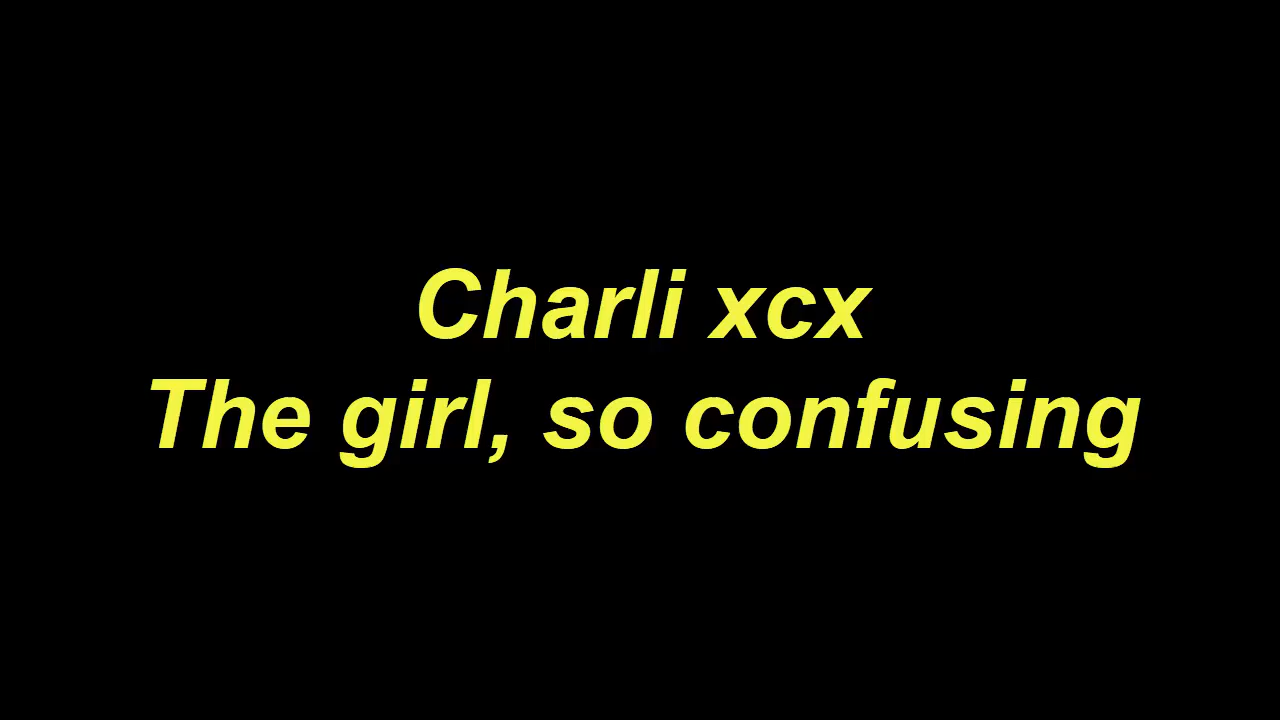 Charli xcx
The girl, so confusing